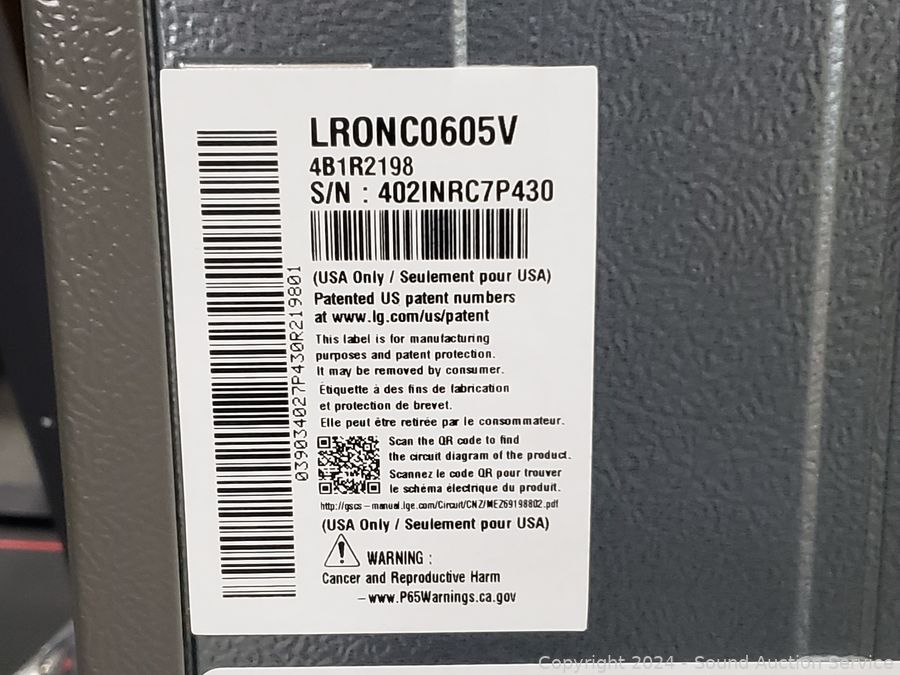 LRONC0605V
4B1R2198
S/N : 402INRC7P430
039034027P430R219801
(USA Only / Seulement pour USA)
Patented US patent numbers
at www.lg.com/us/patent
This label is for manufacturing
purposes and patent protection.
It may be removed by consumer.
Étiquette à des fins de fabrication
et protection de brevet.
Elle peut être retirée par le consommateur.
Scan the QR code to find
the circuit diagram of the product.
Scannez le code QR pour trouver
le schéma électrique du produit.
http://gscs-manual.lge.com/Circuit/CNZ/MEZ69198802.pdf
(USA Only / Seulement pour USA)
WARNING :
Cancer and Reproductive Harm
- www.P65Warnings.ca.gov
Copyright 2024 - Sound Auction Service